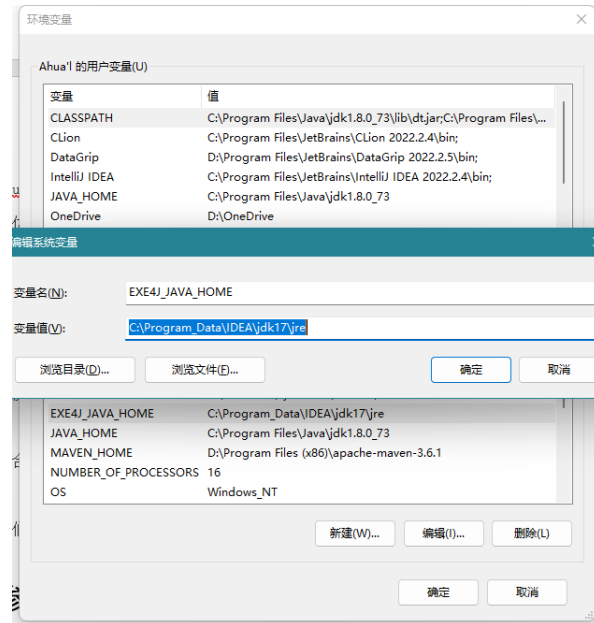 环境变量
Ahua'l 的用户变量(U)
变量 值
CLASSPATH C:\Program Files\Java\jdk1.8.0_73\lib\dt.jar;C:\Program Files\...
CLion C:\Program Files\JetBrains\CLion 2022.2.4\bin;
DataGrip D:\Program Files\JetBrains\DataGrip 2022.2.5\bin;
IntelliJ IDEA C:\Program Files\JetBrains\IntelliJ IDEA 2022.2.4\bin;
JAVA_HOME C:\Program Files\Java\jdk1.8.0_73
OneDrive D:\OneDrive
编辑系统变量
变量名(N): EXE4J_JAVA_HOME
变量值(V): C:\Program_Data\IDEA\jdk17\jre
浏览目录(D)... 浏览文件(F)... 确定 取消
EXE4J_JAVA_HOME C:\Program_Data\IDEA\jdk17\jre
JAVA_HOME C:\Program Files\Java\jdk1.8.0_73
MAVEN_HOME D:\Program Files (x86)\apache-maven-3.6.1
NUMBER_OF_PROCESSORS 16
OS Windows_NT
新建(W)... 编辑(I)... 删除(L)
确定 取消